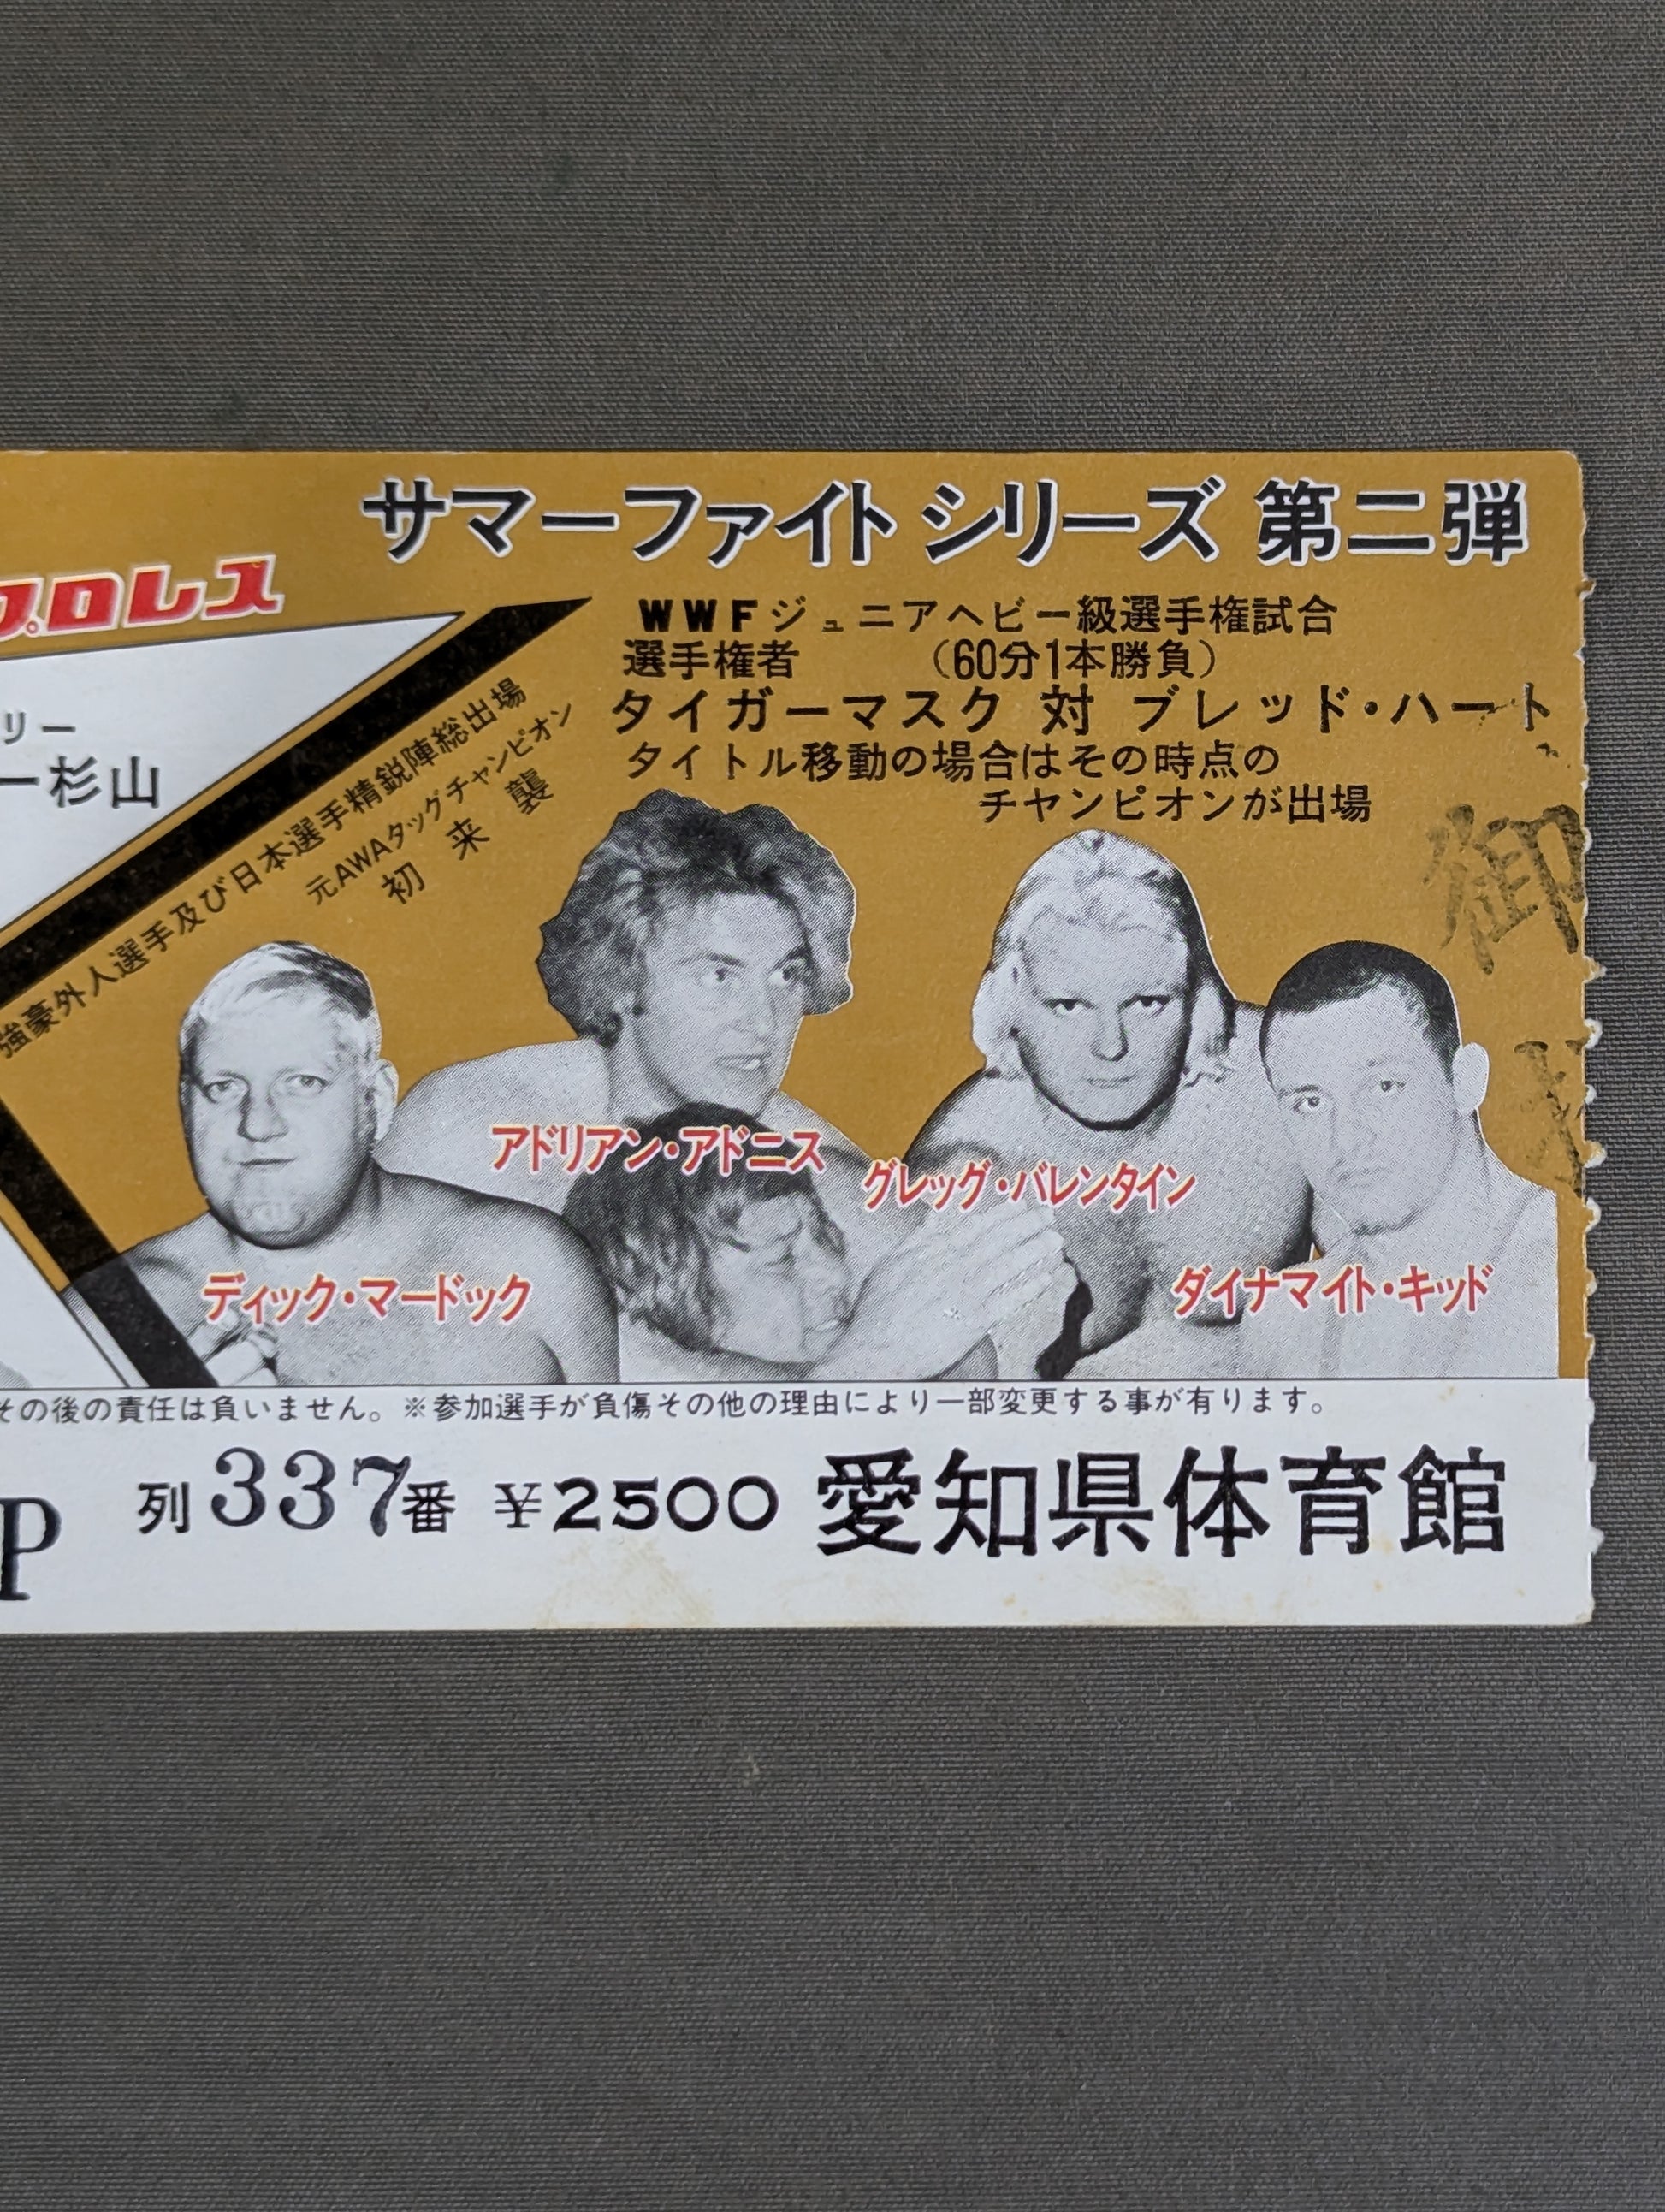 サマーファイトシリーズ 第二弾
プロレス
WWFジュニアヘビー級選手権試合
選手権者 (60分1本勝負)
タイガーマスク 対 ブレッド・ハート
タイトル移動の場合はその時点の
チャンピオンが出場
リー
一杉山
強豪外人選手及び日本選手精鋭陣総出場
元AWAタッグチャンピオン
初来襲
御
アドリアン・アドニス
グレッグ・バレンタイン
ディック・マードック
ダイナマイト・キッド
その後の責任は負いません。※参加選手が負傷その他の理由により一部変更する事が有ります。
P 列 337番 ¥2500 愛知県体育館